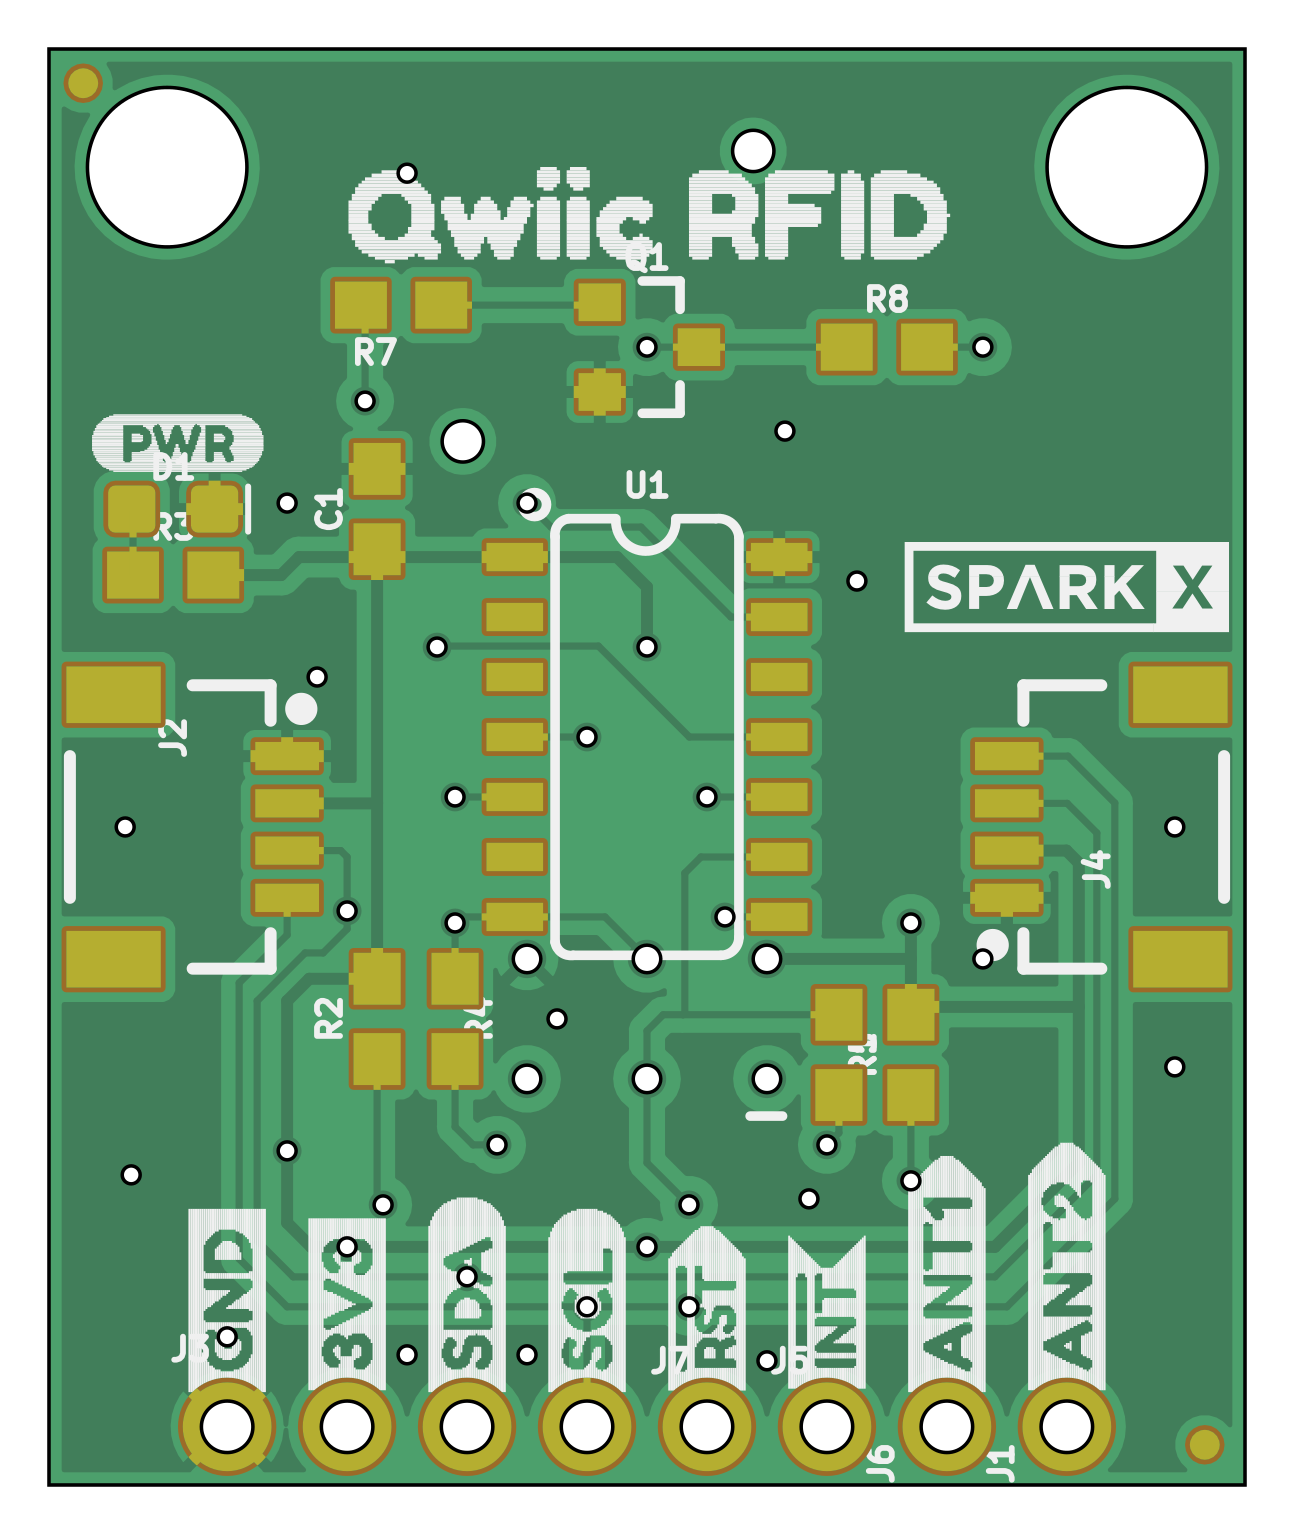 Qwiic RFID
Q1
R8
R7
PWR
D1
C1
R3
U1
SPARK X
J2
J4
R2
R4
GND
3V3
SDA
SCL
RST
INT
ANT1
ANT2
J3
J7
J5
J6
J1